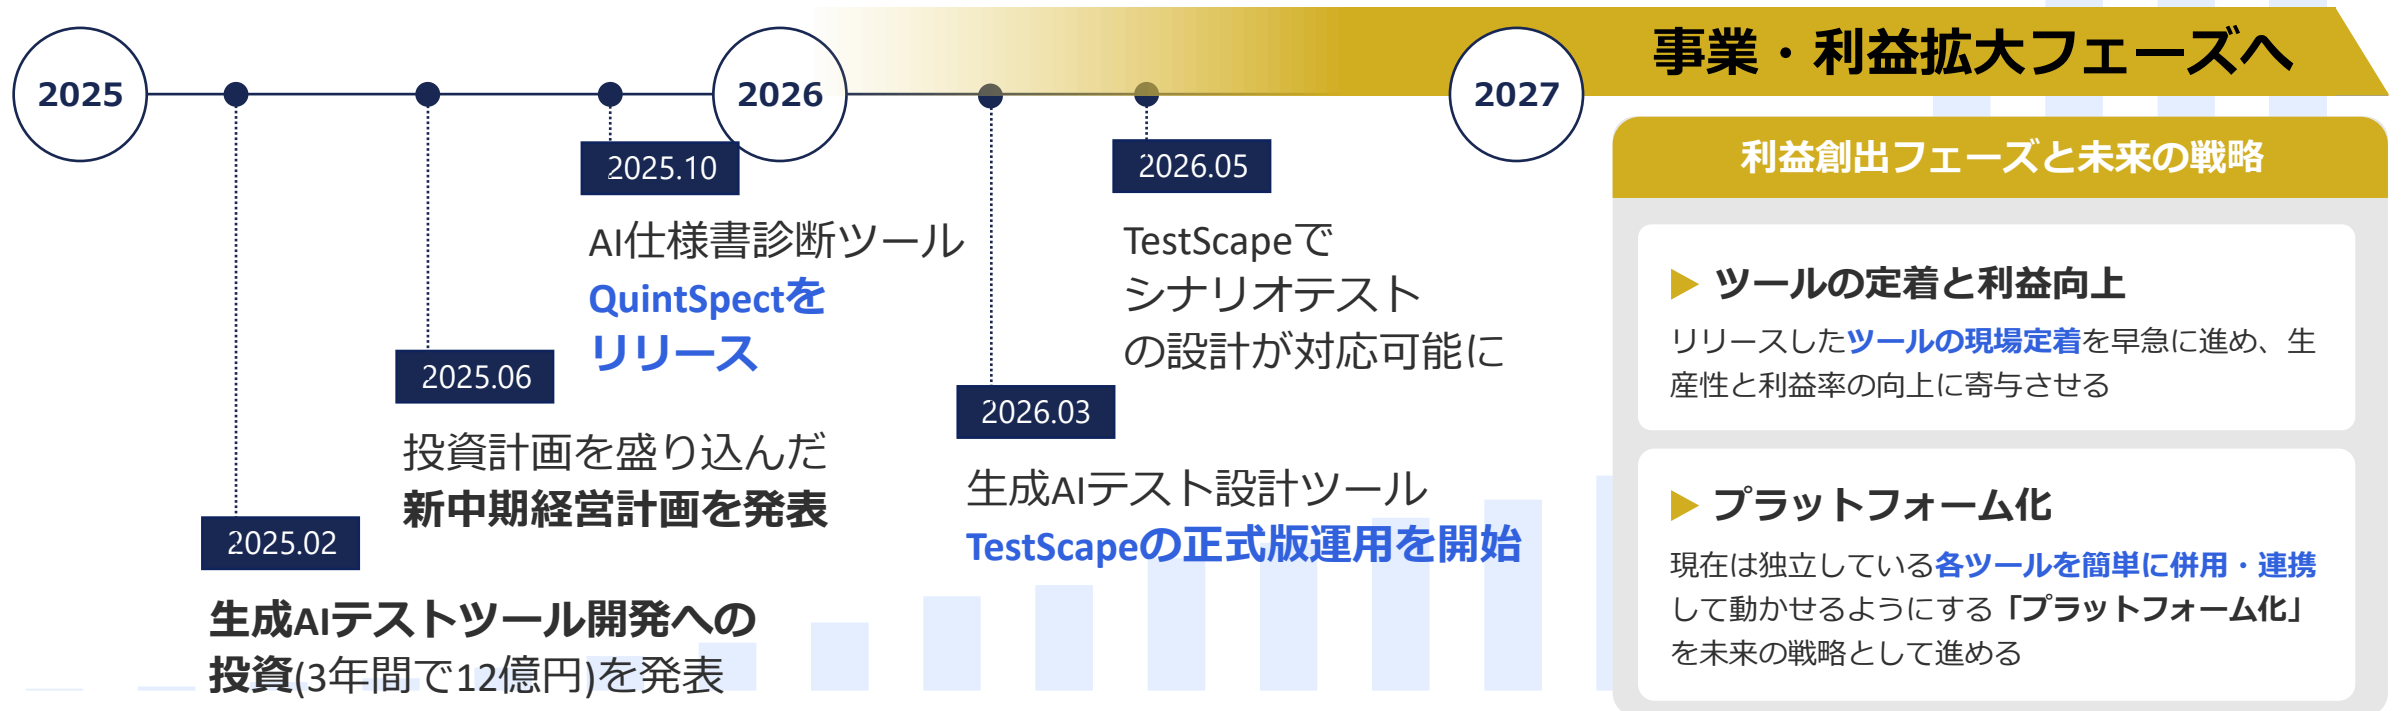 2025
2026
2027
事業・利益拡大フェーズへ
2025.02
生成AIテストツール開発への
投資(3年間で12億円)を発表
2025.06
投資計画を盛り込んだ
新中期経営計画を発表
2025.10
AI仕様書診断ツール
QuintSpectを
リリース
2026.03
生成AIテスト設計ツール
TestScapeの正式版運用を開始
2026.05
TestScapeで
シナリオテスト
の設計が対応可能に
利益創出フェーズと未来の戦略
▶ ツールの定着と利益向上
リリースしたツールの現場定着を早急に進め、生
産性と利益率の向上に寄与させる
▶ プラットフォーム化
現在は独立している各ツールを簡単に併用・連携
して動かせるようにする「プラットフォーム化」
を未来の戦略として進める